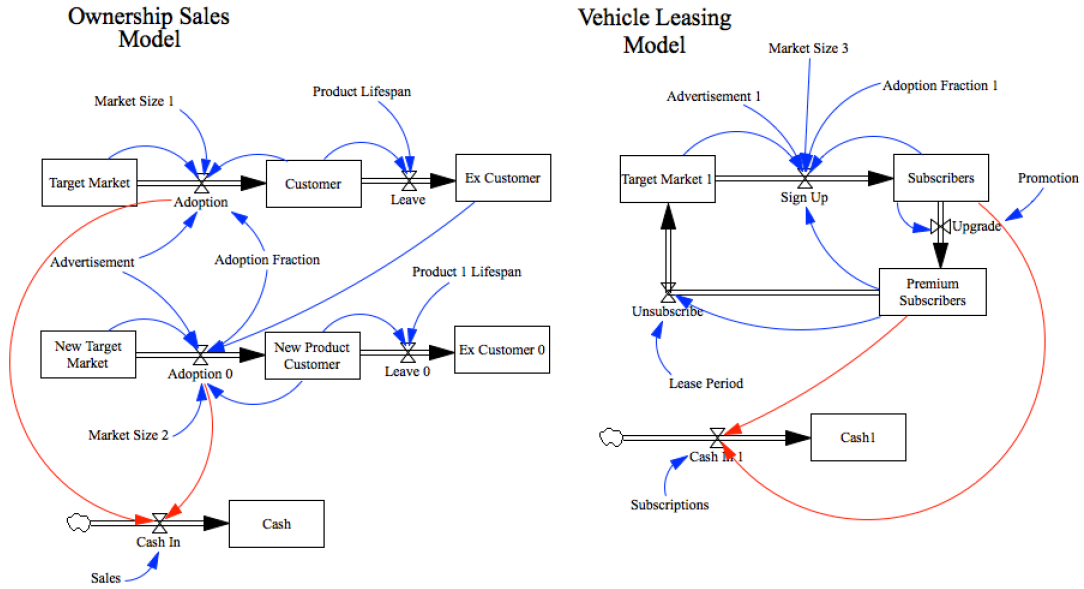 Ownership Sales
Model
Market Size 1
Product Lifespan
Target Market
Customer
Ex Customer
Adoption
Leave
Advertisement
Adoption Fraction
Product 1 Lifespan
New Target
Market
New Product
Customer
Ex Customer 0
Adoption 0
Leave 0
Market Size 2
Cash
Cash In
Sales
Vehicle Leasing
Model
Market Size 3
Advertisement 1
Adoption Fraction 1
Target Market 1
Subscribers
Promotion
Sign Up
Upgrade
Premium
Subscribers
Unsubscribe
Lease Period
Cash1
Cash In 1
Subscriptions